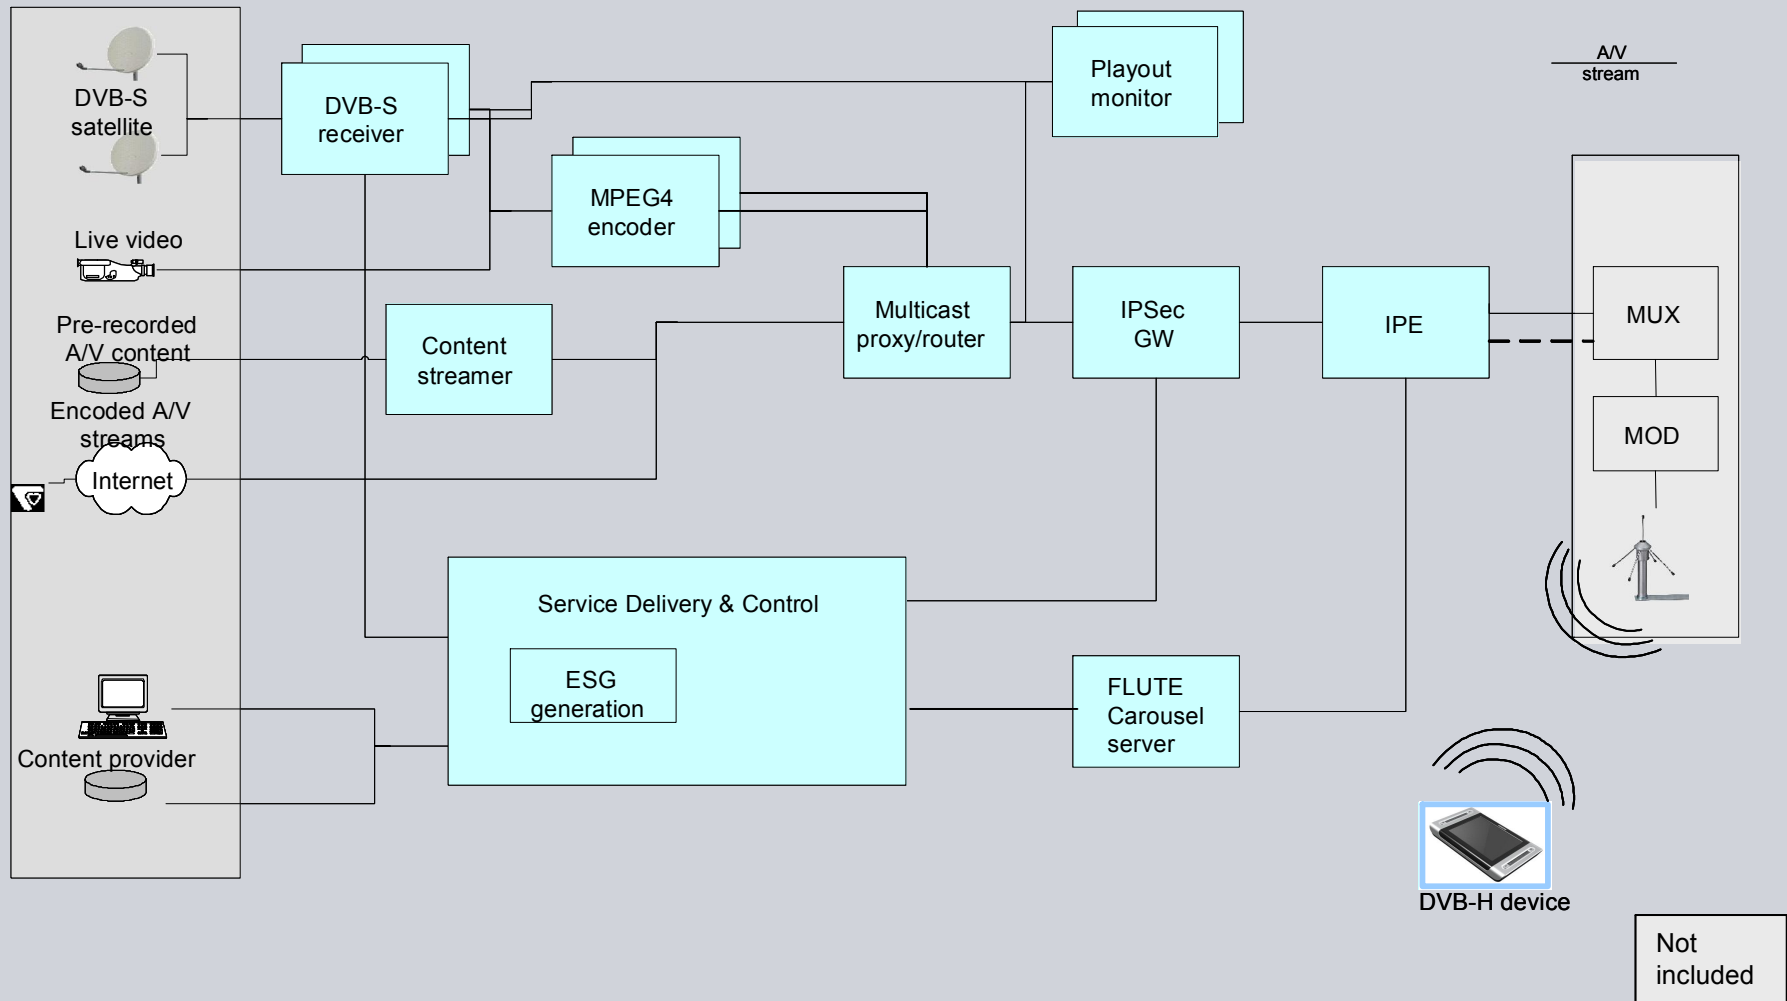 DVB-S
satellite
Live video
Pre-recorded
A/V content
Encoded A/V
streams
Internet
Content provider
DVB-S
receiver
MPEG4
encoder
Content
streamer
Playout
monitor
Multicast
proxy/router
IPSec
GW
IPE
Service Delivery & Control
ESG
generation
FLUTE
Carousel
server
A/V
stream
MUX
MOD
DVB-H device
Not
included